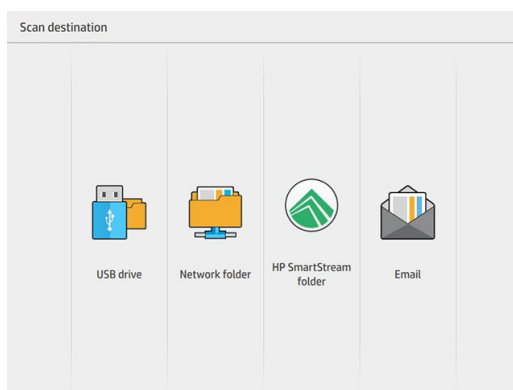 Scan destination
USB drive
Network folder
HP SmartStream
folder
Email